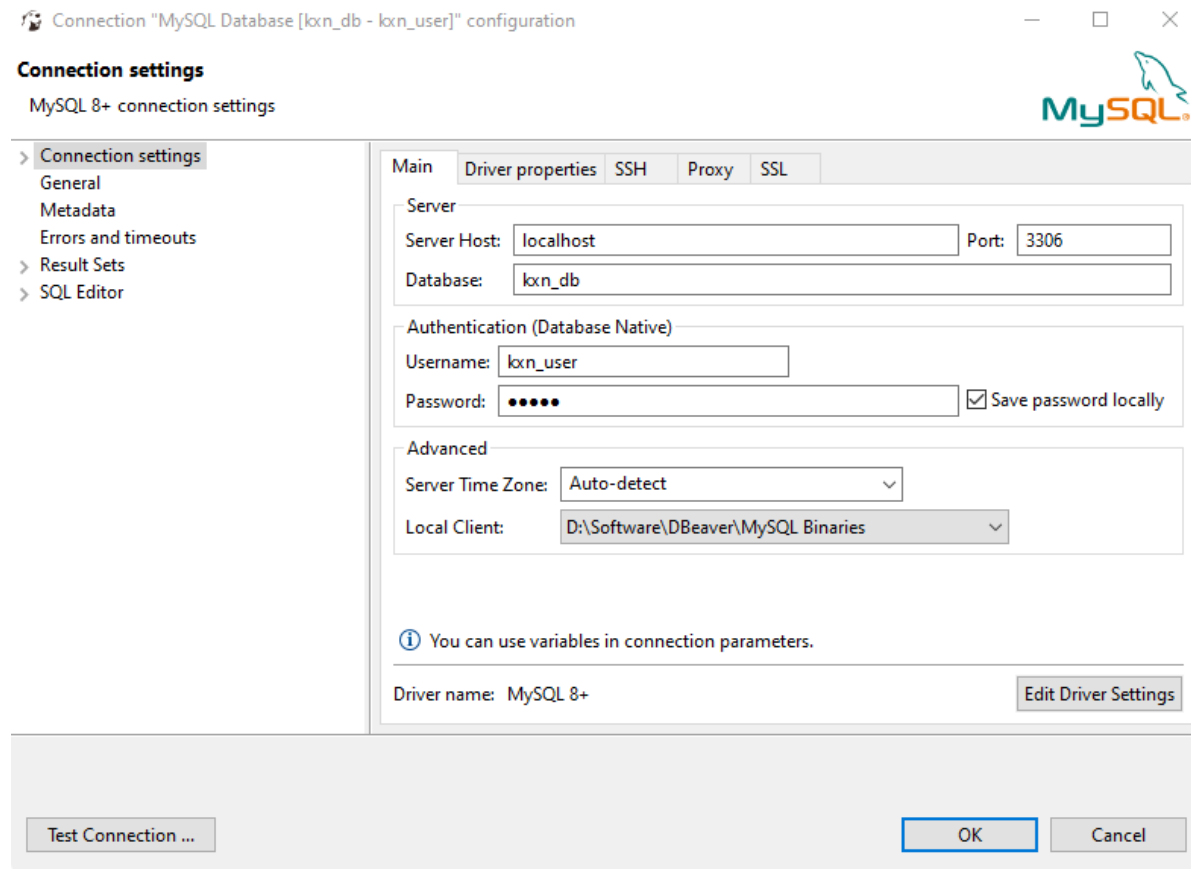 Connection "MySQL Database [kxn_db - kxn_user]" configuration
Connection settings
MySQL 8+ connection settings
MySQL®
Connection settings
General
Metadata
Errors and timeouts
Result Sets
SQL Editor
Main Driver properties SSH Proxy SSL
Server
Server Host: localhost Port: 3306
Database: kxn_db
Authentication (Database Native)
Username: kxn_user
Password: ●●●●● Save password locally
Advanced
Server Time Zone: Auto-detect
Local Client: D:\Software\DBeaver\MySQL Binaries
You can use variables in connection parameters.
Driver name: MySQL 8+ Edit Driver Settings
Test Connection ... OK Cancel